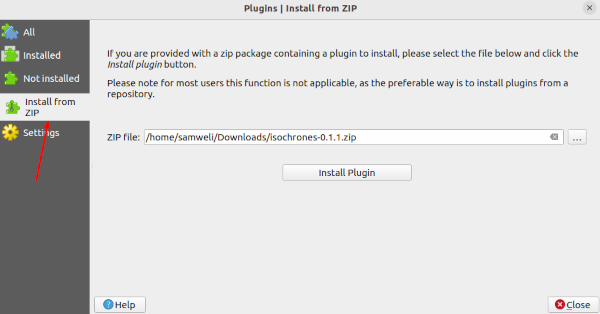 Plugins | Install from ZIP
All
Installed
Not installed
Install from
ZIP
Settings
If you are provided with a zip package containing a plugin to install, please select the file below and click the
Install plugin button.
Please note for most users this function is not applicable, as the preferable way is to install plugins from a
repository.
ZIP file: /home/samweli/Downloads/isochrones-0.1.1.zip ...
Install Plugin
Help
Close